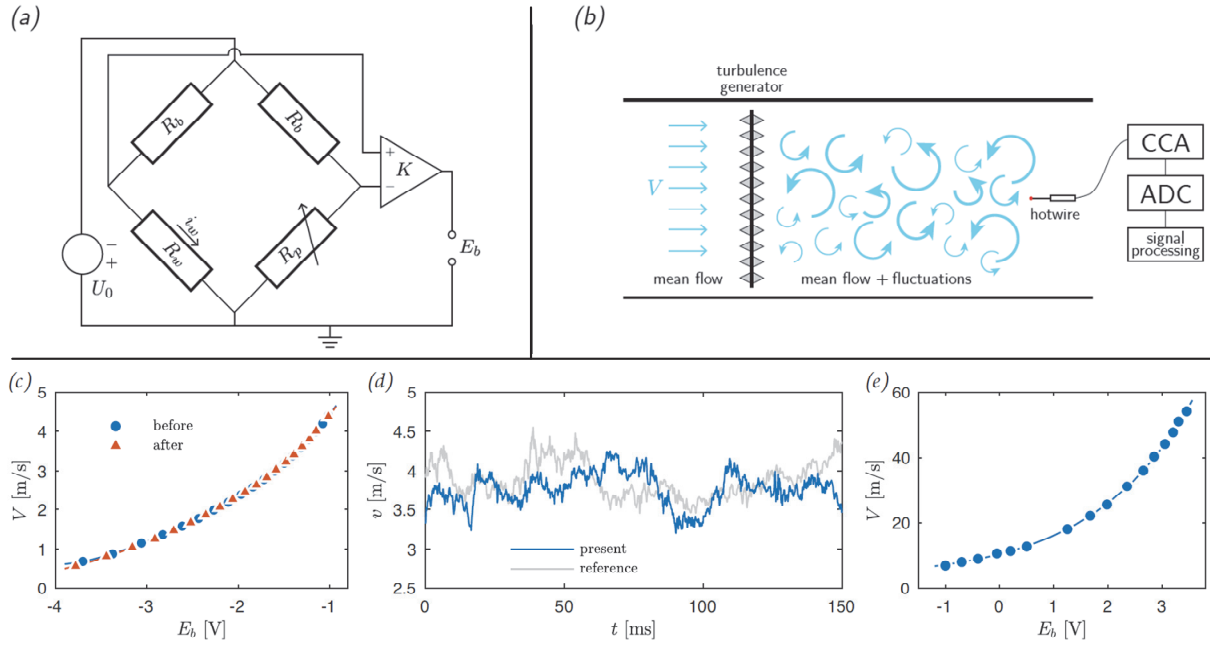 (a)
R_b
R_b
+
K
−
i_w
R_w
R_p
−
+
U_0
E_b
(b)
turbulence
generator
V
mean flow
mean flow + fluctuations
hotwire
CCA
ADC
signal
processing
(c)
before
after
V [m/s]
5
4
3
2
1
0
-4
-3
-2
-1
E_b [V]
(d)
v [m/s]
5
4.5
4
3.5
3
2.5
present
reference
0
50
100
150
t [ms]
(e)
V [m/s]
60
40
20
0
-1
0
1
2
3
E_b [V]